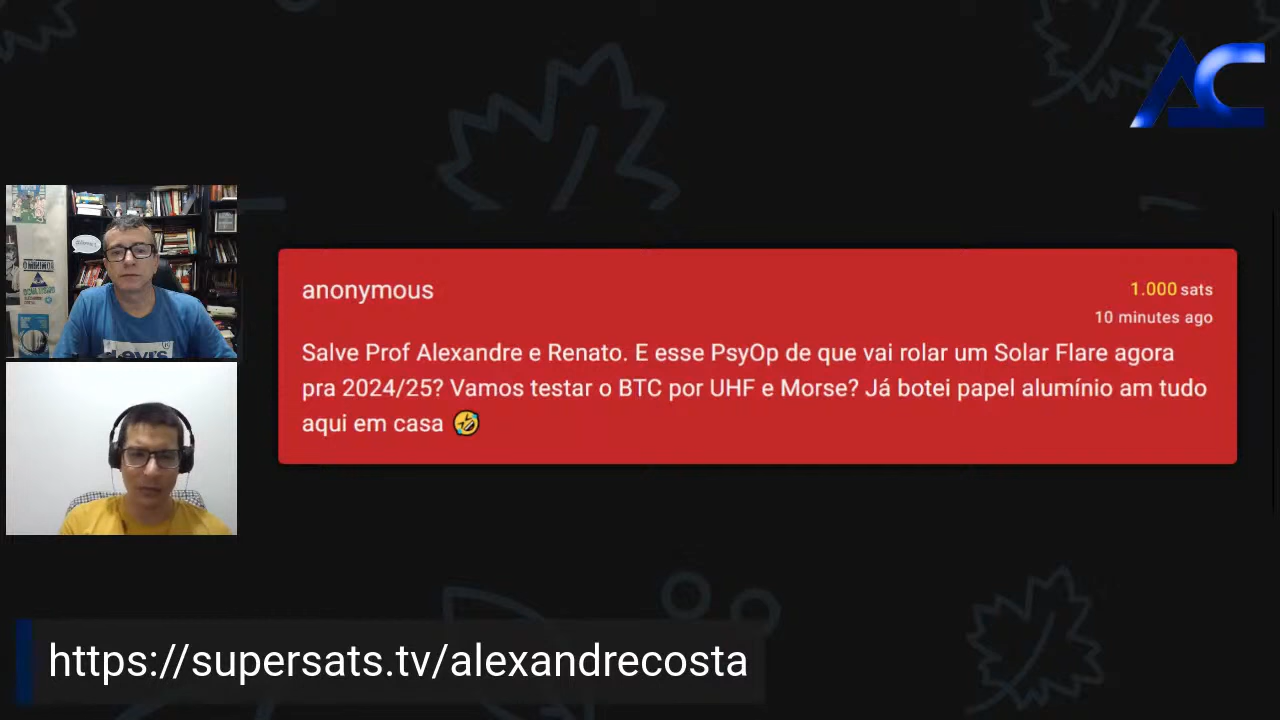 AC
anonymous
1.000 sats
10 minutes ago
Salve Prof Alexandre e Renato. E esse PsyOp de que vai rolar um Solar Flare agora
pra 2024/25? Vamos testar o BTC por UHF e Morse? Já botei papel alumínio am tudo
aqui em casa 🤣
https://supersats.tv/alexandrecosta